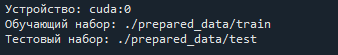 Устройство: cuda:0
Обучающий набор: ./prepared_data/train
Тестовый набор: ./prepared_data/test